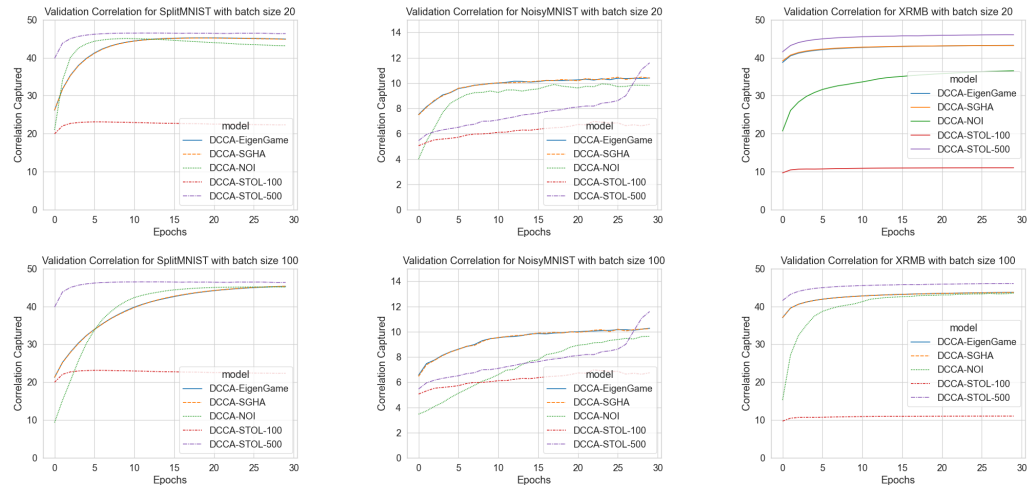 Validation Correlation for SplitMNIST with batch size 20
50
40
30
20
10
0
Correlation Captured
model
DCCA-EigenGame
DCCA-SGHA
DCCA-NOI
DCCA-STOL-100
DCCA-STOL-500
0 5 10 15 20 25 30
Epochs
Validation Correlation for NoisyMNIST with batch size 20
14
12
10
8
6
4
2
0
Correlation Captured
model
DCCA-EigenGame
DCCA-SGHA
DCCA-NOI
DCCA-STOL-100
DCCA-STOL-500
0 5 10 15 20 25 30
Epochs
Validation Correlation for XRMB with batch size 20
50
40
30
20
10
0
Correlation Captured
model
DCCA-EigenGame
DCCA-SGHA
DCCA-NOI
DCCA-STOL-100
DCCA-STOL-500
0 5 10 15 20 25 30
Epochs
Validation Correlation for SplitMNIST with batch size 100
50
40
30
20
10
0
Correlation Captured
model
DCCA-EigenGame
DCCA-SGHA
DCCA-NOI
DCCA-STOL-100
DCCA-STOL-500
0 5 10 15 20 25 30
Epochs
Validation Correlation for NoisyMNIST with batch size 100
14
12
10
8
6
4
2
0
Correlation Captured
model
DCCA-EigenGame
DCCA-SGHA
DCCA-NOI
DCCA-STOL-100
DCCA-STOL-500
0 5 10 15 20 25 30
Epochs
Validation Correlation for XRMB with batch size 100
50
40
30
20
10
0
Correlation Captured
model
DCCA-EigenGame
DCCA-SGHA
DCCA-NOI
DCCA-STOL-100
DCCA-STOL-500
0 5 10 15 20 25 30
Epochs